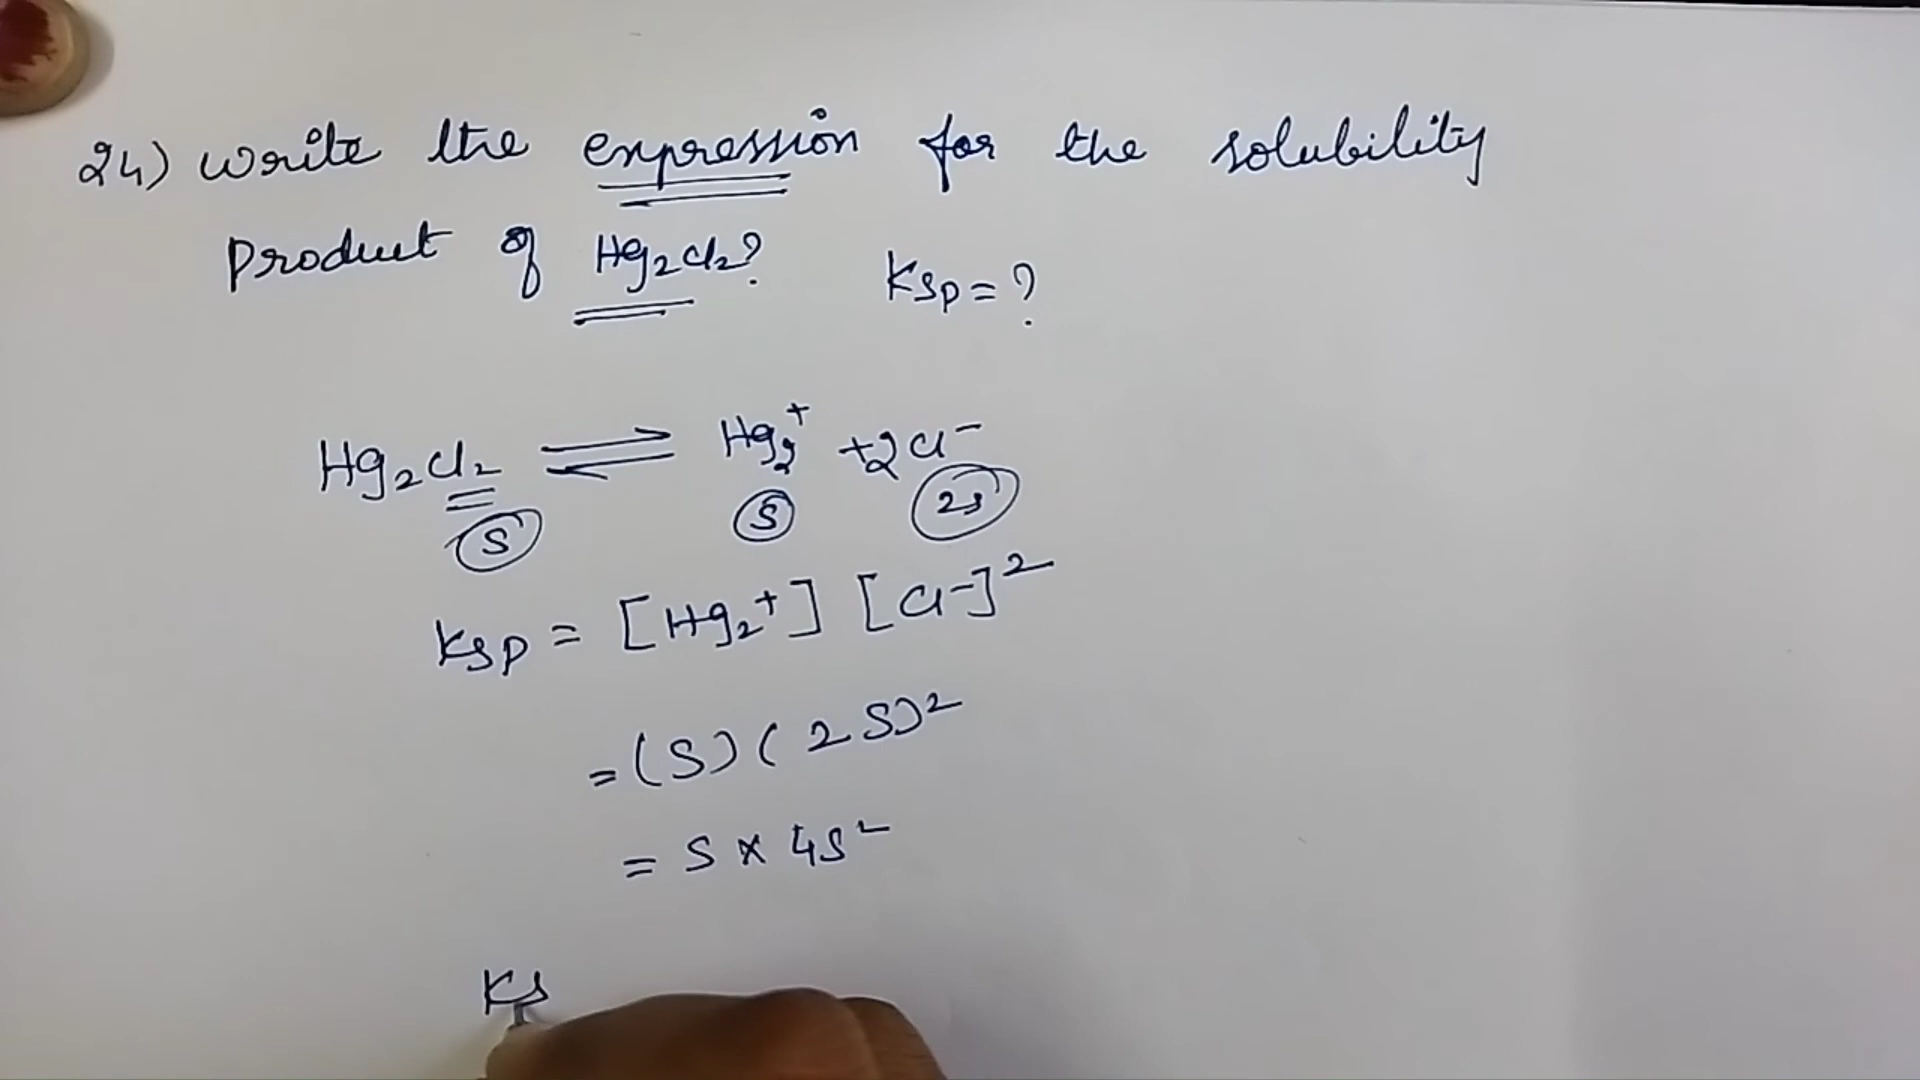 24) Write the expression for the solubility
Product of Hg₂Cl₂? Ksp = ?
Hg₂Cl₂ ⇌ Hg₂⁺ + 2Cl⁻
S S 2s
Ksp = [Hg₂⁺] [Cl⁻]²
= (S) (2S)²
= S × 4S²
Ks